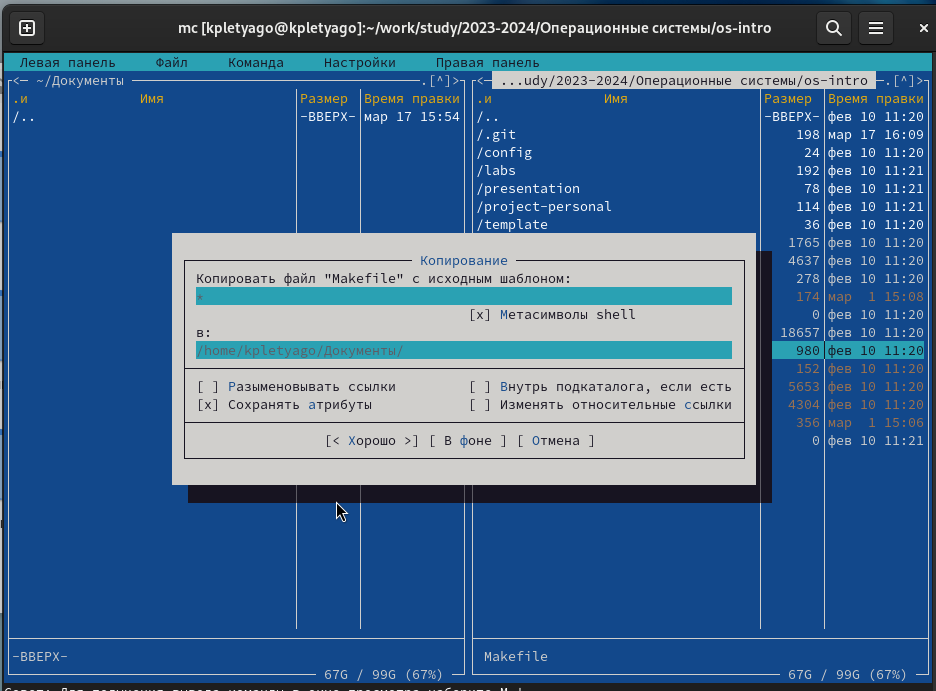 mc [kpletyago@kpletyago]:~/work/study/2023-2024/Операционные системы/os-intro
Левая панель Файл Команда Настройки Правая панель
<─ ~/Документы .[^]>
.и Имя Размер Время правки
/.. -ВВЕРХ- мар 17 15:54
<─ ...udy/2023-2024/Операционные системы/os-intro .[^]>
.и Имя Размер Время правки
/.. -ВВЕРХ- фев 10 11:20
/.git 198 мар 17 16:09
/config 24 фев 10 11:20
/labs 192 фев 10 11:21
/presentation 78 фев 10 11:21
/project-personal 114 фев 10 11:21
/template 36 фев 10 11:20
1765 фев 10 11:20
4637 фев 10 11:20
278 фев 10 11:20
174 мар 1 15:08
0 фев 10 11:20
18657 фев 10 11:20
980 фев 10 11:20
152 фев 10 11:20
5653 фев 10 11:20
4304 фев 10 11:20
356 мар 1 15:06
0 фев 10 11:21
Копирование
Копировать файл "Makefile" с исходным шаблоном:
*
[x] Метасимволы shell
в:
/home/kpletyago/Документы/
[ ] Разыменовывать ссылки [ ] Внутрь подкаталога, если есть
[x] Сохранять атрибуты [ ] Изменять относительные ссылки
[< Хорошо >] [ В фоне ] [ Отмена ]
-ВВЕРХ-
67G / 99G (67%)
Makefile
67G / 99G (67%)